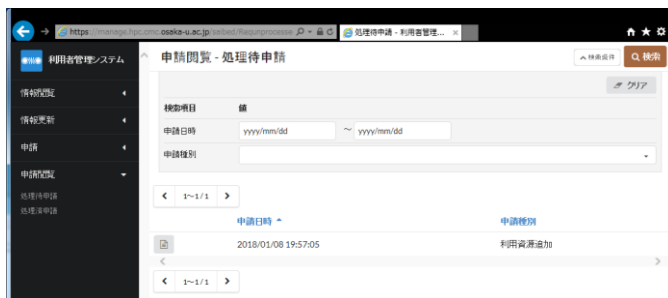 https://manage.hpc.cmc.osaka-u.ac.jp/saibed/Requnprocesse
処理待申請 - 利用者管理...
利用者管理システム
申請閲覧 - 処理待申請
検索条件
検索
情報閲覧
クリア
検索項目 値
情報更新
申請日時 yyyy/mm/dd ~ yyyy/mm/dd
申請
申請種別
申請閲覧
処理待申請
処理済申請
1~1/1
申請日時 申請種別
2018/01/08 19:57:05 利用資源追加
1~1/1